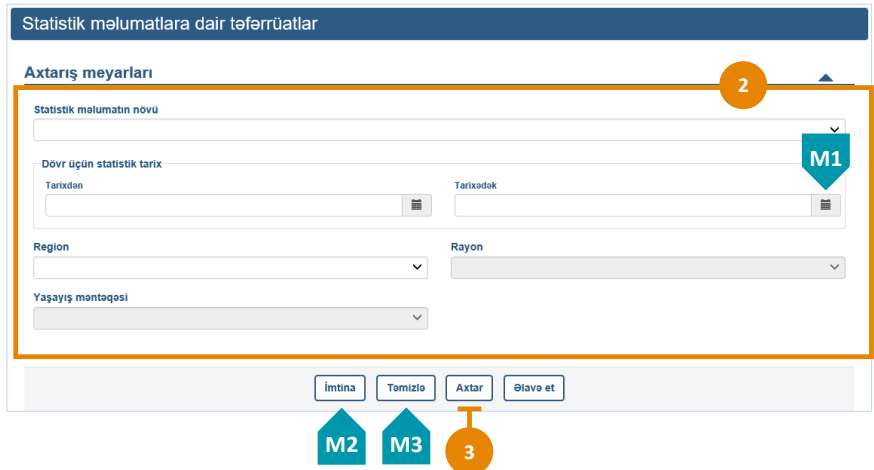 Statistik məlumatlara dair təfərrüatlar
Axtarış meyarları
2
Statistik məlumatın növü
M1
Dövr üçün statistik tarix
Tarixdən
Tarixədək
Region
Rayon
Yaşayış məntəqəsi
İmtina
Təmizlə
Axtar
Əlavə et
M2
M3
3